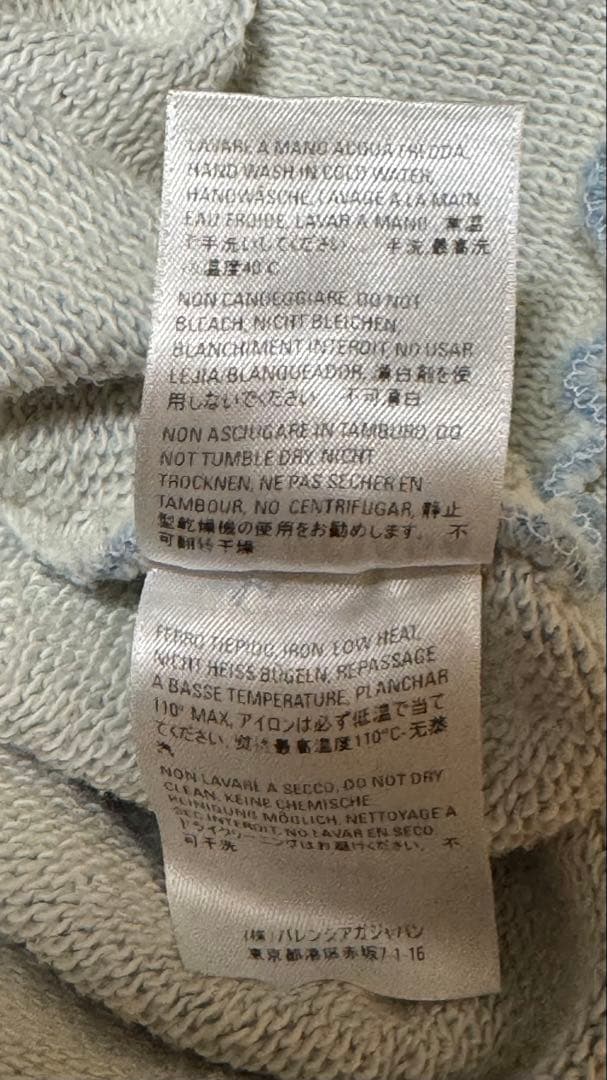 LAVARE A MANO ACQUA FREDDA,
HAND WASH IN COLD WATER,
HANDWÄSCHE, LAVAGE A LA MAIN
EAU FROIDE, LAVAR A MANO, 常温
で手洗いしてください。 手洗,最高洗
温度40℃
NON CANDEGGIARE, DO NOT
BLEACH, NICHT BLEICHEN,
BLANCHIMENT INTERDIT, NO USAR
LEJIA/BLANQUEADOR, 漂白剤を使
用しないでください。 不可漂白
NON ASCIUGARE IN TAMBURO, DO
NOT TUMBLE DRY, NICHT
TROCKNEN, NE PAS SECHER EN
TAMBOUR, NO CENTRIFUGAR, 静止
型乾燥機の使用をお勧めします。 不
可翻转干燥
FERRO TIEPIDO, IRON, LOW HEAT,
NICHT HEISS BÜGELN, REPASSAGE
A BASSE TEMPERATURE, PLANCHAR
110° MAX, アイロンは必ず低温で当て
てください, 熨烫最高温度110°C-无蒸
汽
NON LAVARE A SECCO, DO NOT DRY
CLEAN, KEINE CHEMISCHE
REINIGUNG MÖGLICH, NETTOYAGE A
SEC INTERDIT, NO LAVAR EN SECO
ドライクリーニングはお避けください。 不
可干洗
(株)バレンシアガジャパン
東京都港区赤坂7-1-16